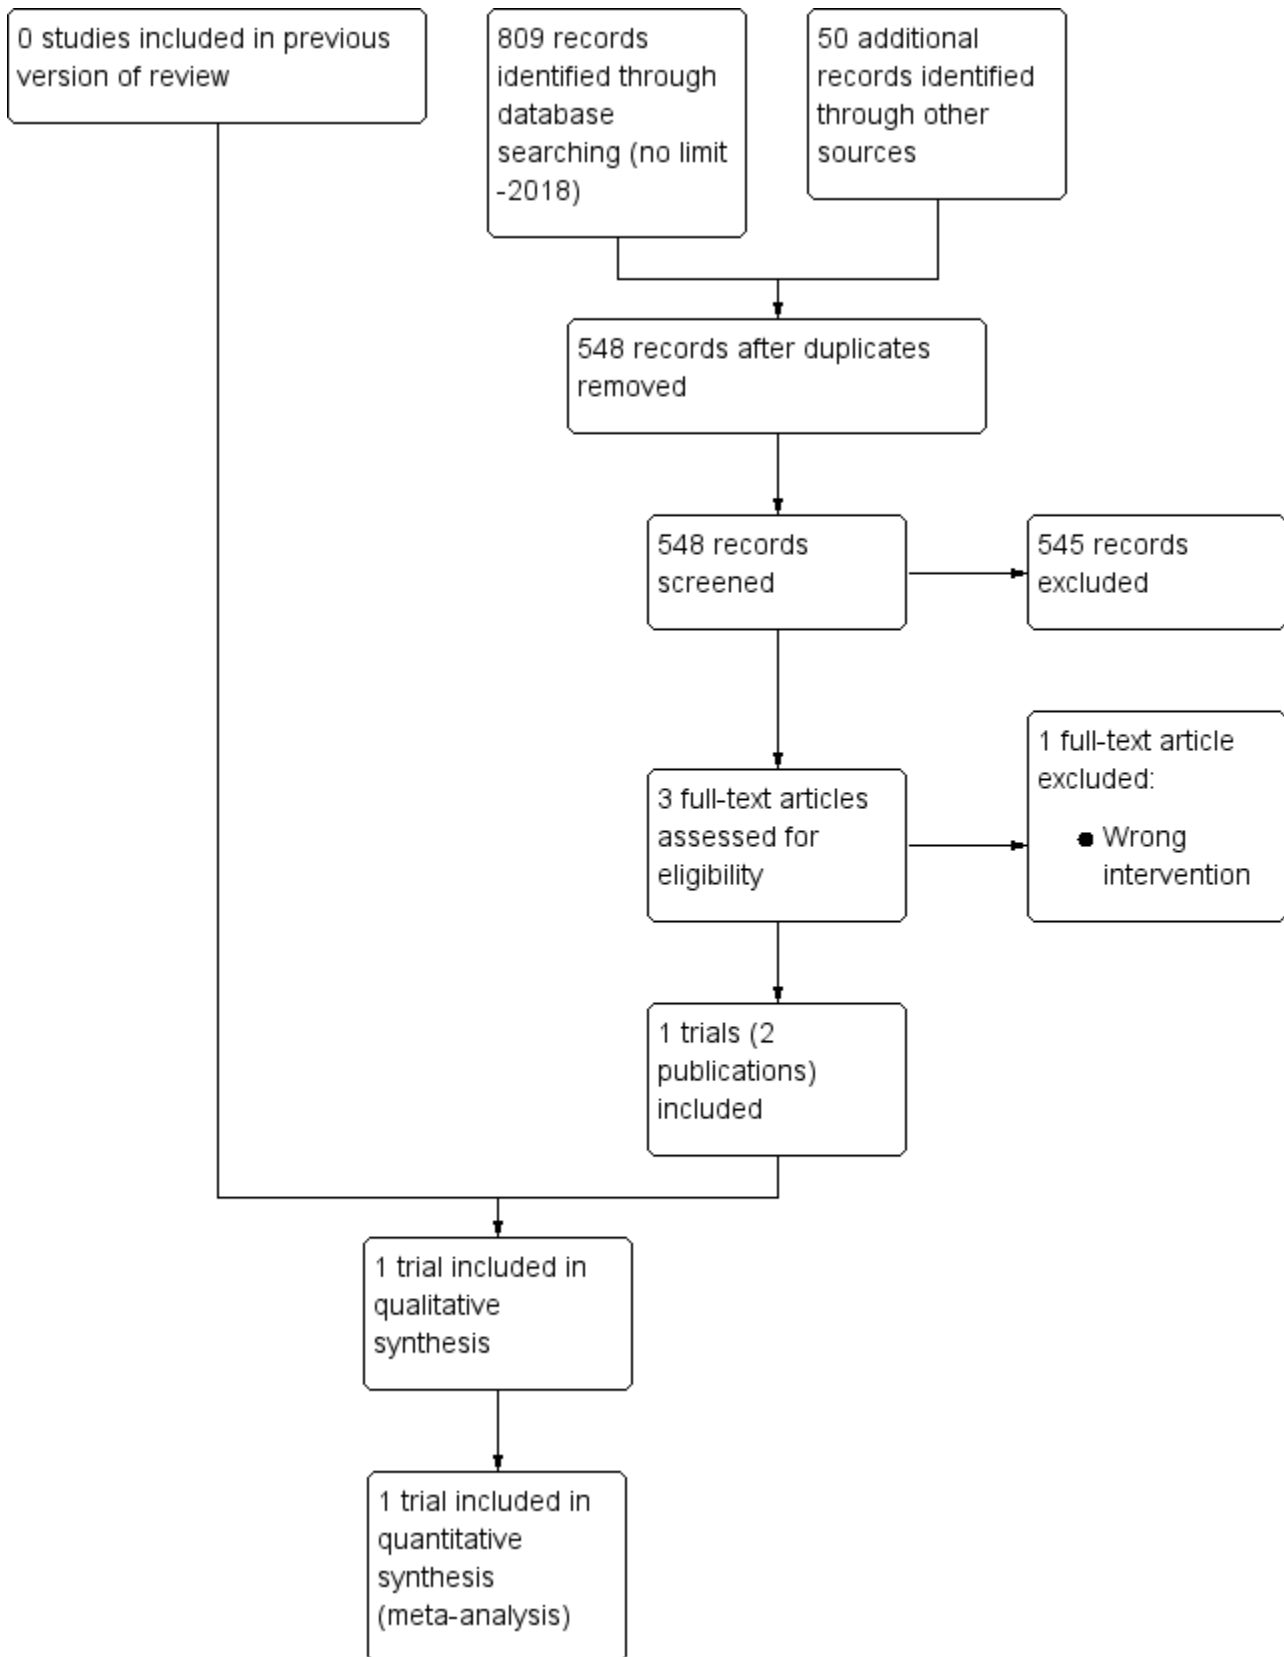 0 studies included in previous
version of review
809 records
identified through
database
searching (no limit
-2018)
50 additional
records identified
through other
sources
548 records after duplicates
removed
548 records
screened
545 records
excluded
3 full-text articles
assessed for
eligibility
1 full-text article
excluded:
● Wrong
intervention
1 trials (2
publications)
included
1 trial included in
qualitative
synthesis
1 trial included in
quantitative
synthesis
(meta-analysis)